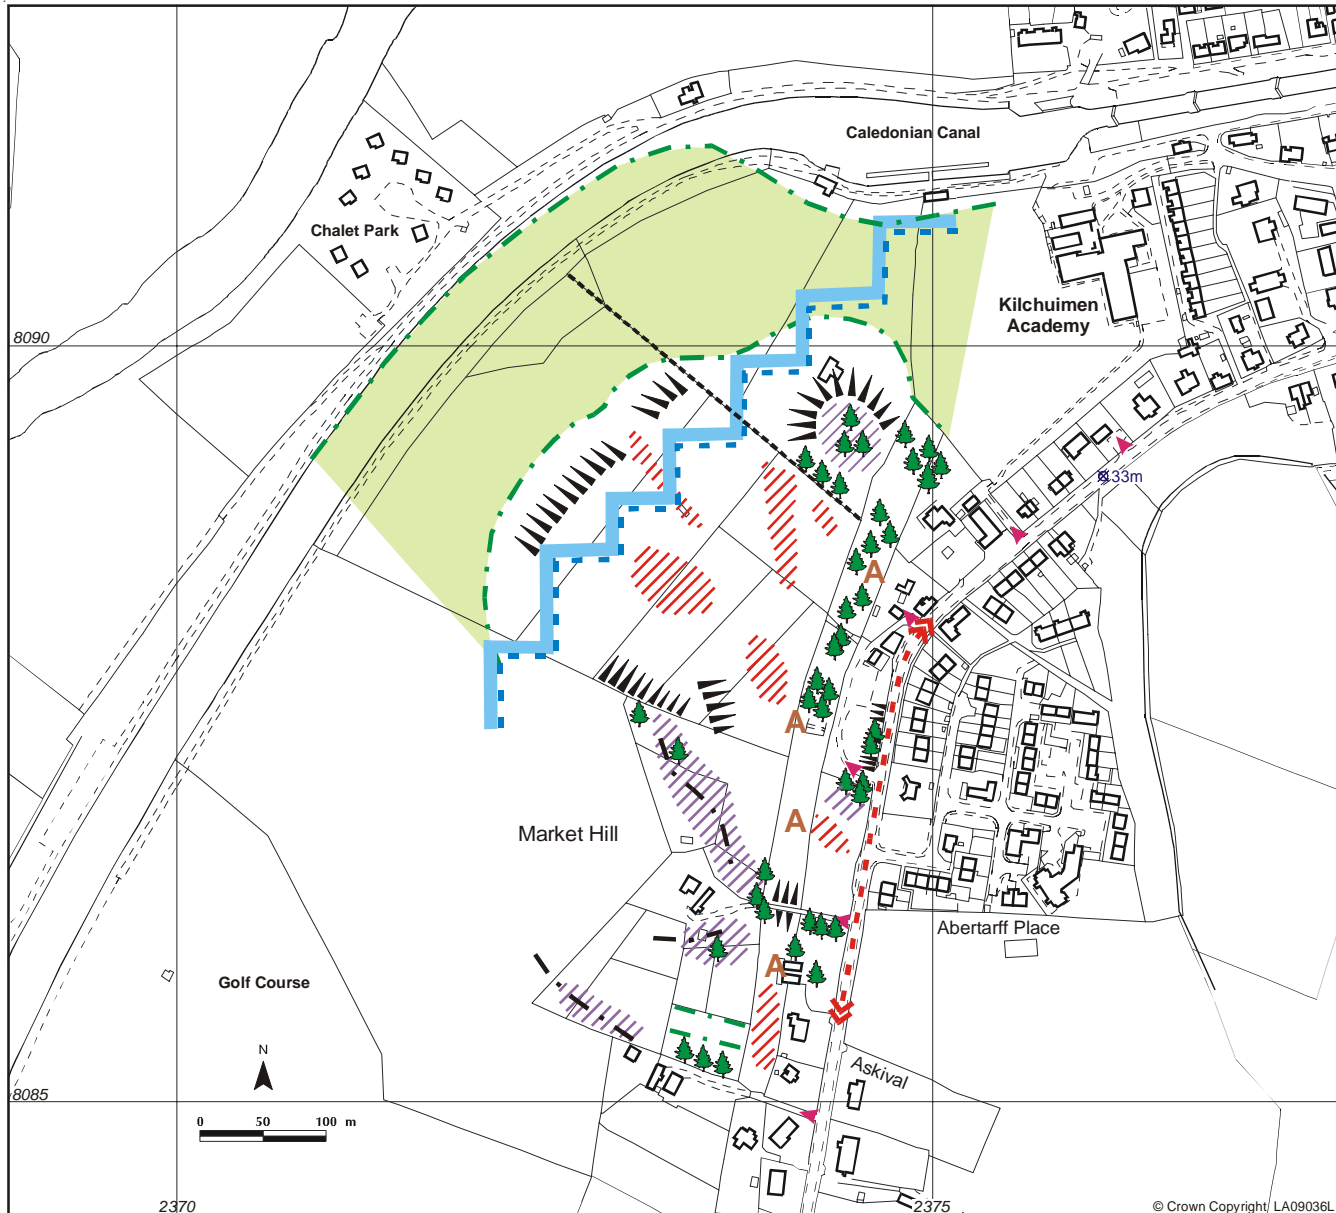 Caledonian Canal
Chalet Park
Kilchuimen
Academy
8090
33m
A
A
A
Market Hill
Abertarff Place
A
Golf Course
N
Askival
8085
0 50 100 m
2370
2375
© Crown Copyright LA09036L